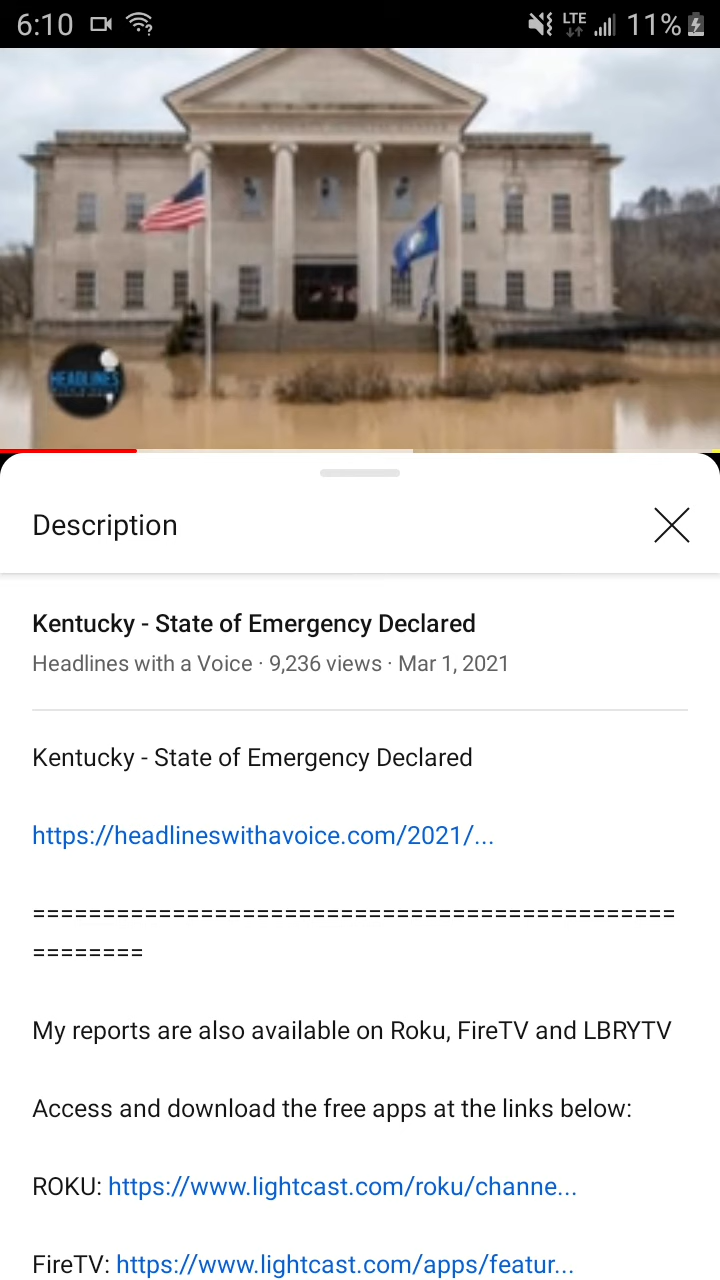 6:10
LTE
11%
HEADLINES
Description
Kentucky - State of Emergency Declared
Headlines with a Voice · 9,236 views · Mar 1, 2021
Kentucky - State of Emergency Declared
https://headlineswithavoice.com/2021/...
==============================================
========
My reports are also available on Roku, FireTV and LBRYTV
Access and download the free apps at the links below:
ROKU: https://www.lightcast.com/roku/channe...
FireTV: https://www.lightcast.com/apps/featur...